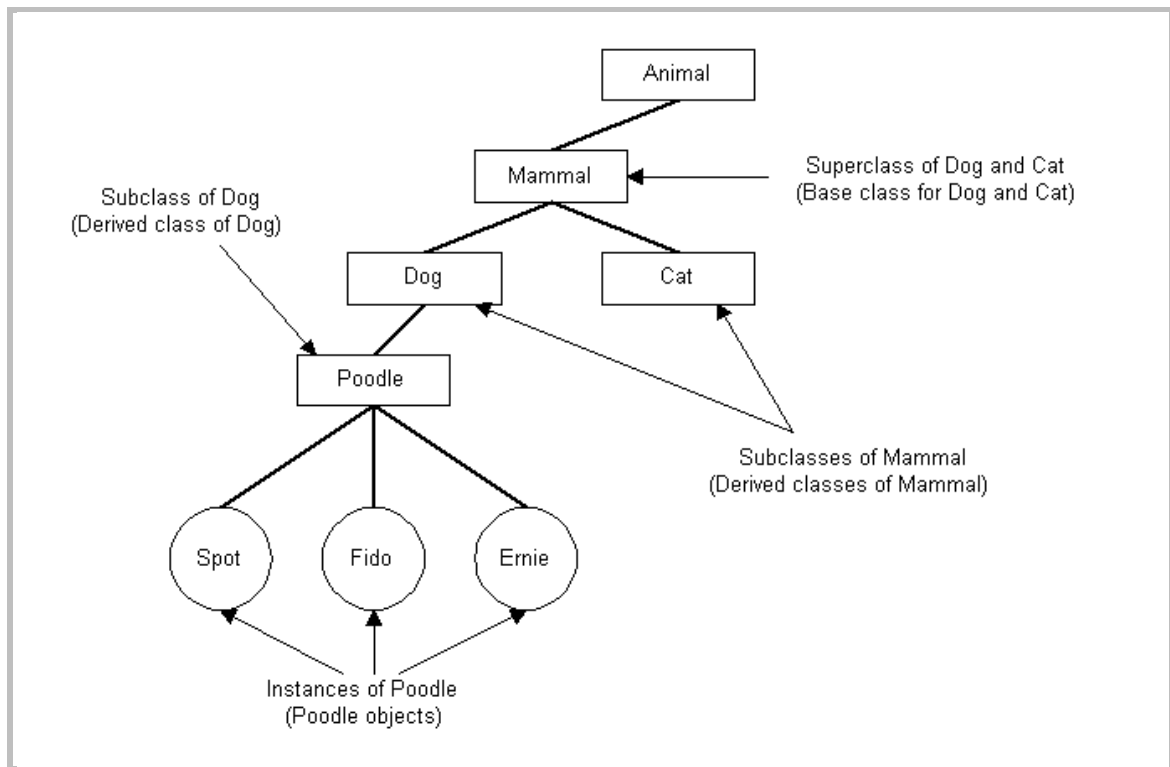 Animal
Mammal
Superclass of Dog and Cat
(Base class for Dog and Cat)
Subclass of Dog
(Derived class of Dog)
Dog
Cat
Poodle
Subclasses of Mammal
(Derived classes of Mammal)
Spot
Fido
Ernie
Instances of Poodle
(Poodle objects)